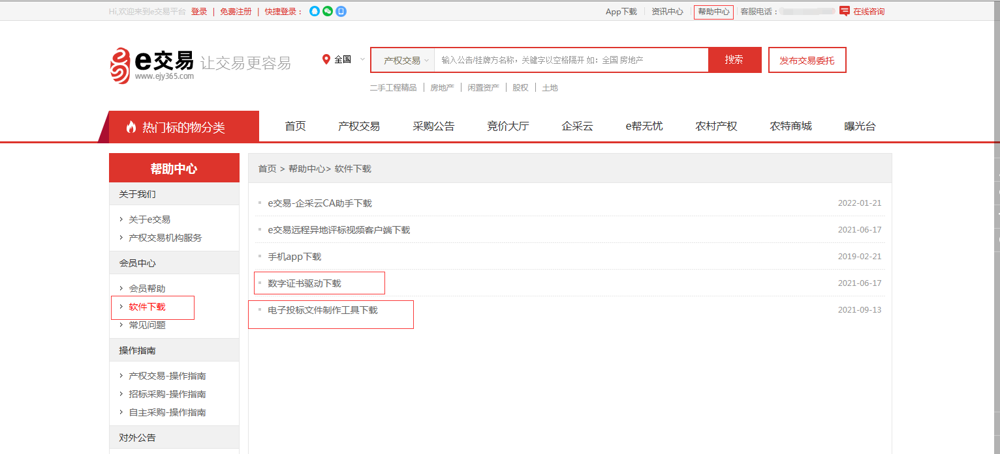 Hi,欢迎来到e交易平台 登录 | 免费注册 | 快捷登录：
App下载 资讯中心 帮助中心 客服电话： 在线咨询
e交易 让交易更容易
www.ejy365.com
全国 产权交易 输入公告/挂牌方名称，关键字以空格隔开 如：全国 房地产 搜索 发布交易委托
二手工程精品 | 房地产 | 闲置资产 | 股权 | 土地
热门标的物分类 首页 产权交易 采购公告 竞价大厅 企采云 e帮无忧 农村产权 农特商城 曝光台
帮助中心
关于我们
关于e交易
产权交易机构服务
会员中心
会员帮助
软件下载
常见问题
操作指南
产权交易-操作指南
招标采购-操作指南
自主采购-操作指南
对外公告
首页 > 帮助中心> 软件下载
e交易-企采云CA助手下载 2022-01-21
e交易远程异地评标视频客户端下载 2021-06-17
手机app下载 2019-02-21
数字证书驱动下载 2021-06-17
电子投标文件制作工具下载 2021-09-13